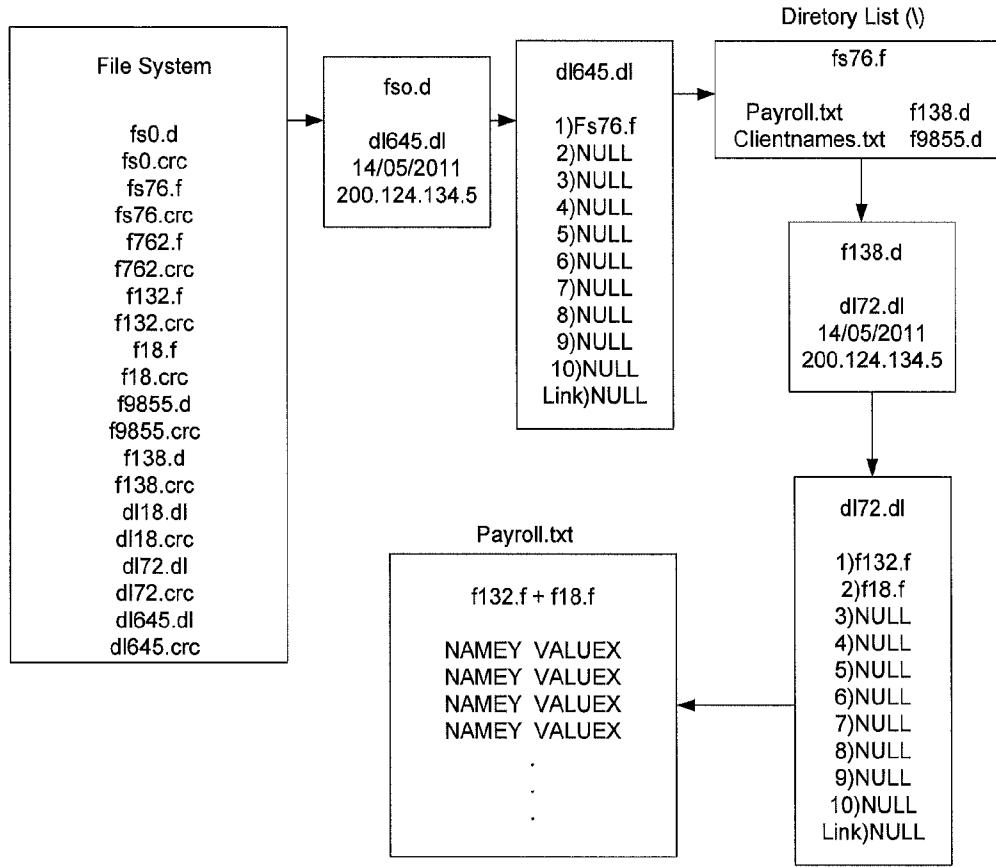 File System
fs0.d
fs0.crc
fs76.f
fs76.crc
f762.f
f762.crc
f132.f
f132.crc
f18.f
f18.crc
f9855.d
f9855.crc
f138.d
f138.crc
dl18.dl
dl18.crc
dl72.dl
dl72.crc
dl645.dl
dl645.crc
fso.d
dl645.dl
14/05/2011
200.124.134.5
dl645.dl
1)Fs76.f
2)NULL
3)NULL
4)NULL
5)NULL
6)NULL
7)NULL
8)NULL
9)NULL
10)NULL
Link)NULL
Diretory List (\)
fs76.f
Payroll.txt f138.d
Clientnames.txt f9855.d
f138.d
dl72.dl
14/05/2011
200.124.134.5
dl72.dl
1)f132.f
2)f18.f
3)NULL
4)NULL
5)NULL
6)NULL
7)NULL
8)NULL
9)NULL
10)NULL
Link)NULL
Payroll.txt
f132.f + f18.f
NAMEY VALUEX
NAMEY VALUEX
NAMEY VALUEX
NAMEY VALUEX
.
.
.